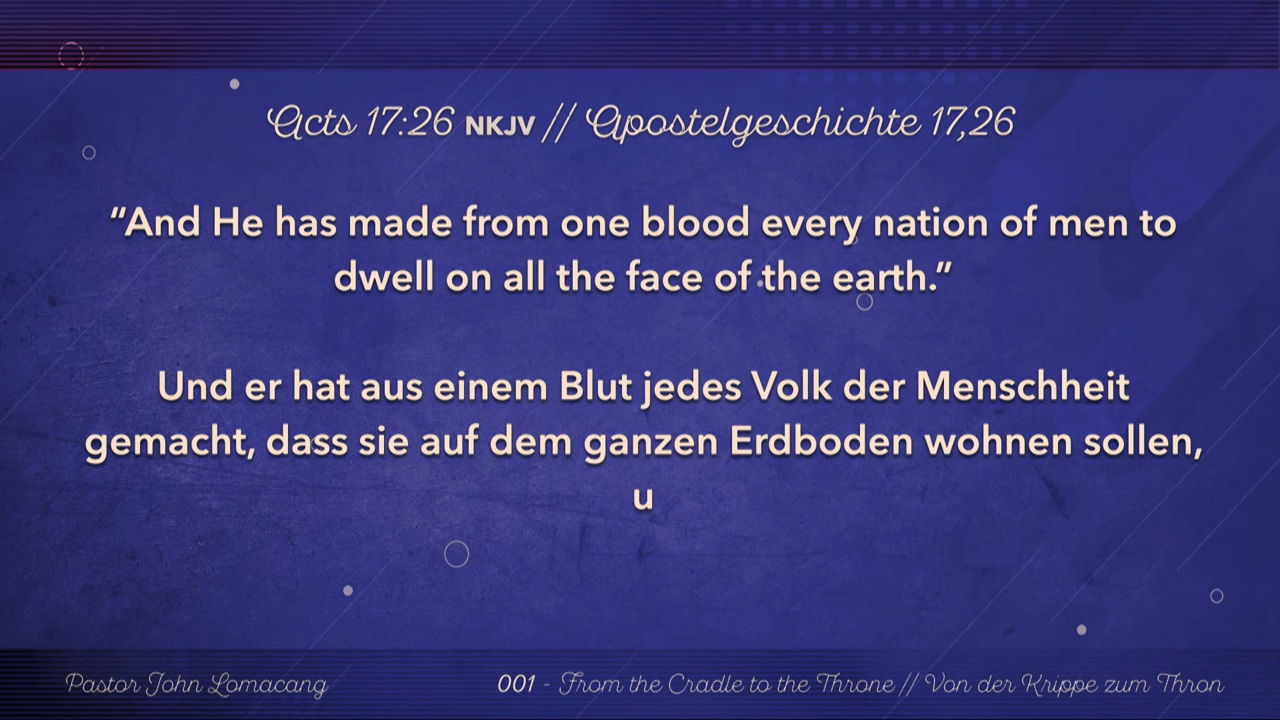 Acts 17:26 NKJV // Apostelgeschichte 17,26
“And He has made from one blood every nation of men to
dwell on all the face of the earth.”
Und er hat aus einem Blut jedes Volk der Menschheit
gemacht, dass sie auf dem ganzen Erdboden wohnen sollen,
u
Pastor John Lomacang
001 - From the Cradle to the Throne // Von der Krippe zum Thron